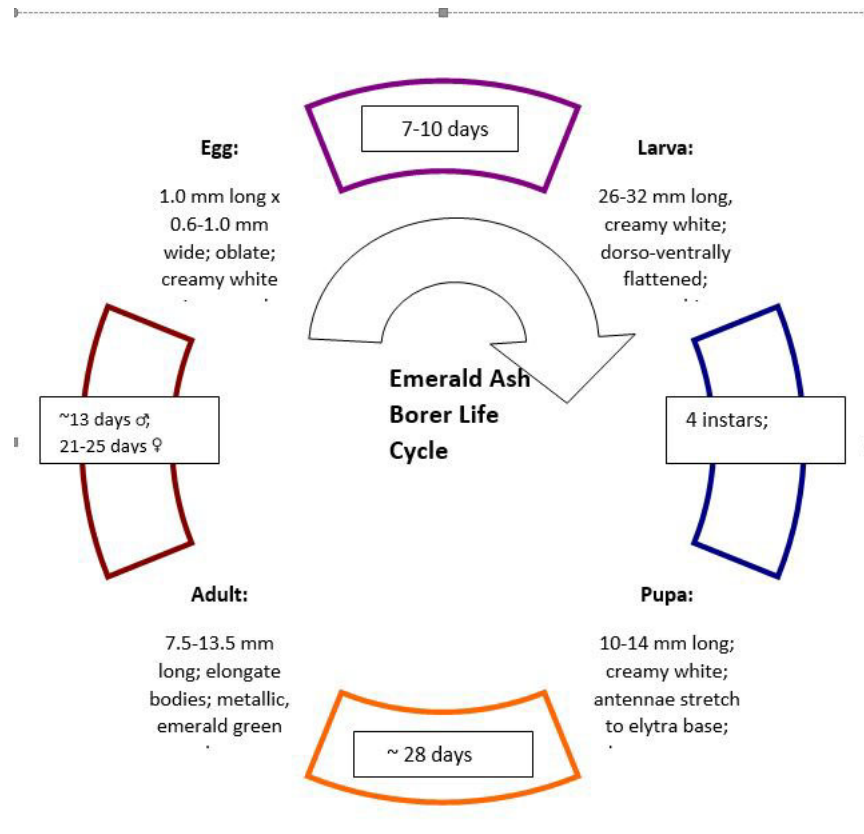 7-10 days
Egg:
1.0 mm long x
0.6-1.0 mm
wide; oblate;
creamy white
Larva:
26-32 mm long,
creamy white;
dorso-ventrally
flattened;
Emerald Ash
Borer Life
Cycle
~13 days ♂;
21-25 days ♀
4 instars;
Adult:
7.5-13.5 mm
long; elongate
bodies; metallic,
emerald green
Pupa:
10-14 mm long;
creamy white;
antennae stretch
to elytra base;
~ 28 days